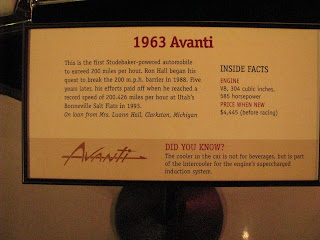 1963 Avanti
This is the first Studebaker-powered automobile
to exceed 200 miles per hour. Ron Hall began his
quest to break the 200 m.p.h. barrier in 1988. Five
years later, his efforts paid off when he reached a
record speed of 200.426 miles per hour at Utah's
Bonneville Salt Flats in 1993.
On loan from Mrs. Luann Hall, Clarkston, Michigan
INSIDE FACTS
ENGINE
V8, 304 cubic inches,
585 horsepower
PRICE WHEN NEW
$4,445 (before racing)
AVANTI
DID YOU KNOW?
The cooler in the car is not for beverages, but is part
of the intercooler for the engine's supercharged
induction system.